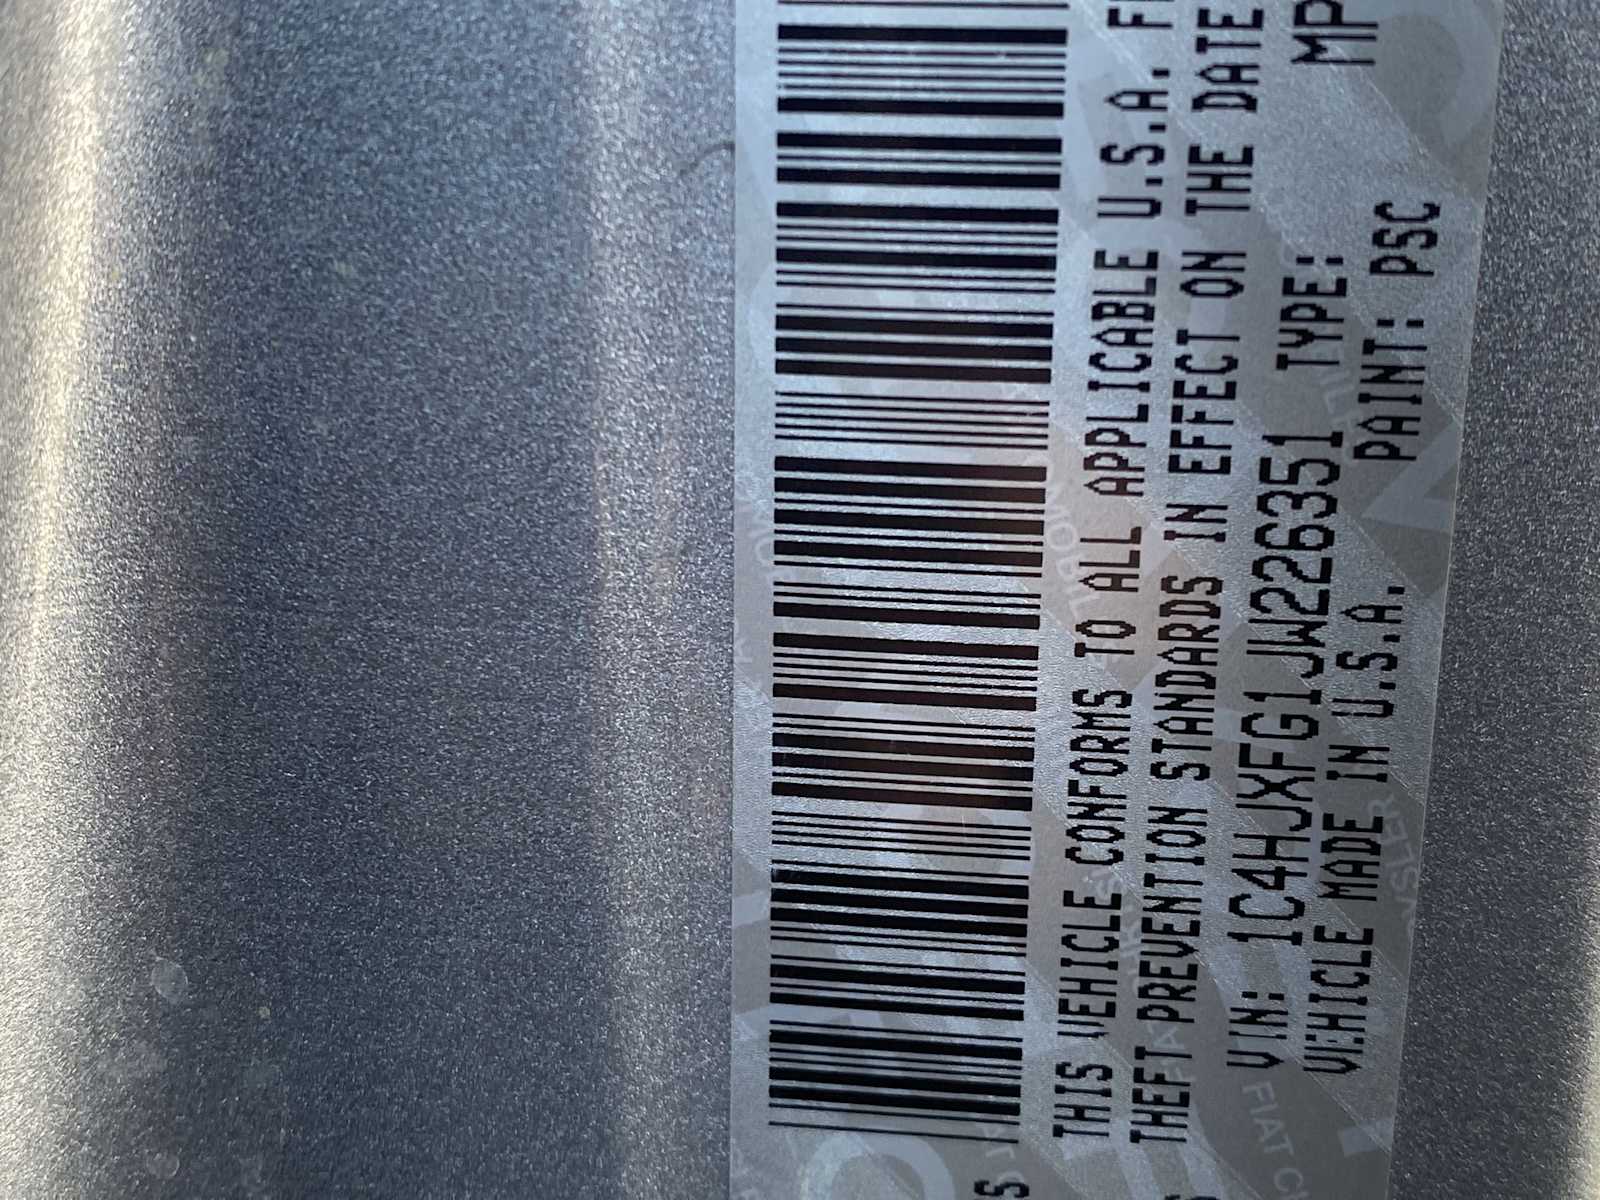 THIS VEHICLE CONFORMS TO ALL APPLICABLE U.S.A.
THEFT PREVENTION STANDARDS IN EFFECT ON THE DATE
VIN: 1C4HJXFG1JW226351 TYPE: MP
VEHICLE MADE IN U.S.A. PAINT: PSC